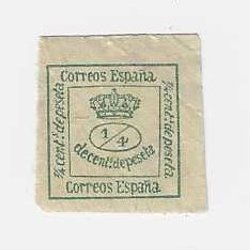 Correos España
¼ cent.º de peseta
¼ cent.º de peseta
1/4
de cent.º de peseta
Correos España